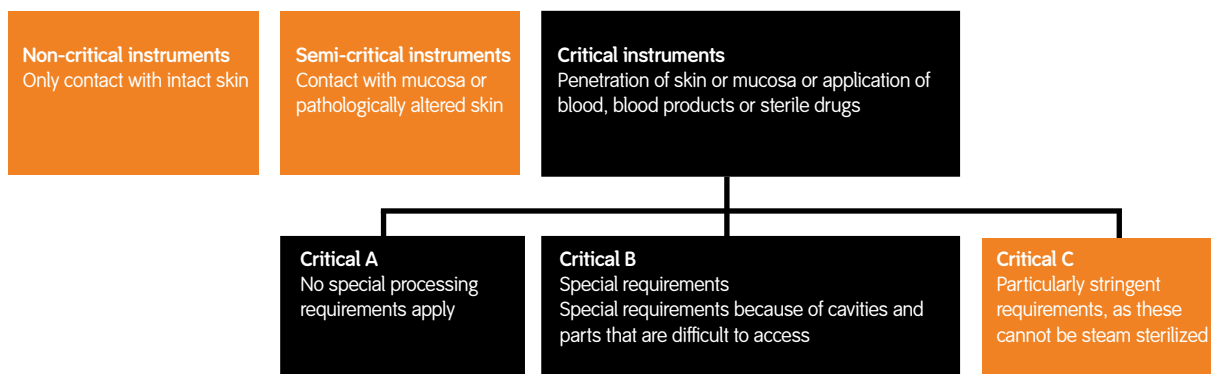 Non-critical instruments
Only contact with intact skin
Semi-critical instruments
Contact with mucosa or
pathologically altered skin
Critical instruments
Penetration of skin or mucosa or application of
blood, blood products or sterile drugs
Critical A
No special processing
requirements apply
Critical B
Special requirements
Special requirements because of cavities and
parts that are difficult to access
Critical C
Particularly stringent
requirements, as these
cannot be steam sterilized